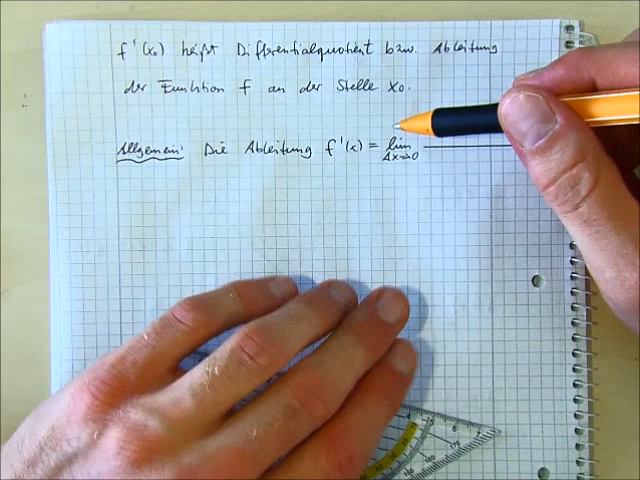 f'(x₀) heißt Differentialquotient bzw. Ableitung
der Funktion f an der Stelle x₀.
Allgemein: Die Ableitung f'(x) = lim
Δx→0